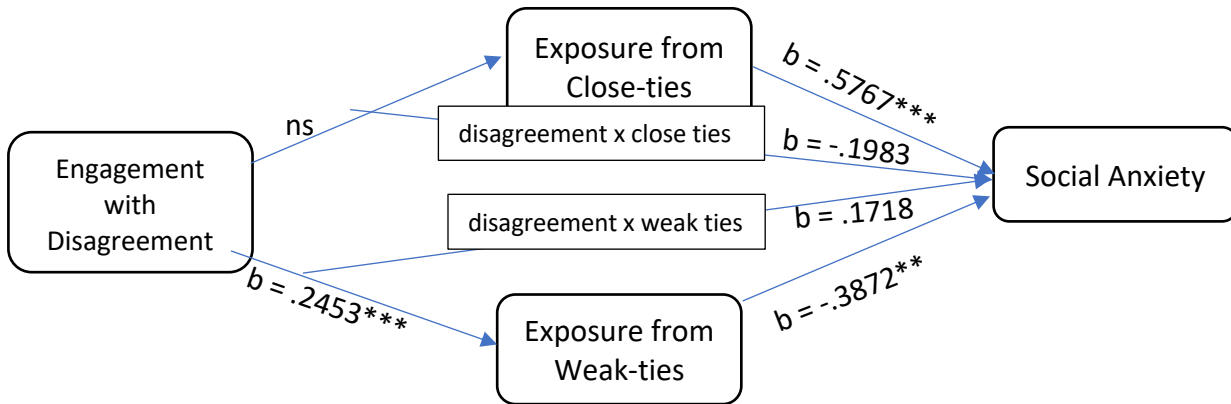 Exposure from
Close-ties
b = .5767***
ns
disagreement x close ties
b = -.1983
Engagement
with
Disagreement
Social Anxiety
disagreement x weak ties
b = .1718
b = .2453***
b = -.3872**
Exposure from
Weak-ties